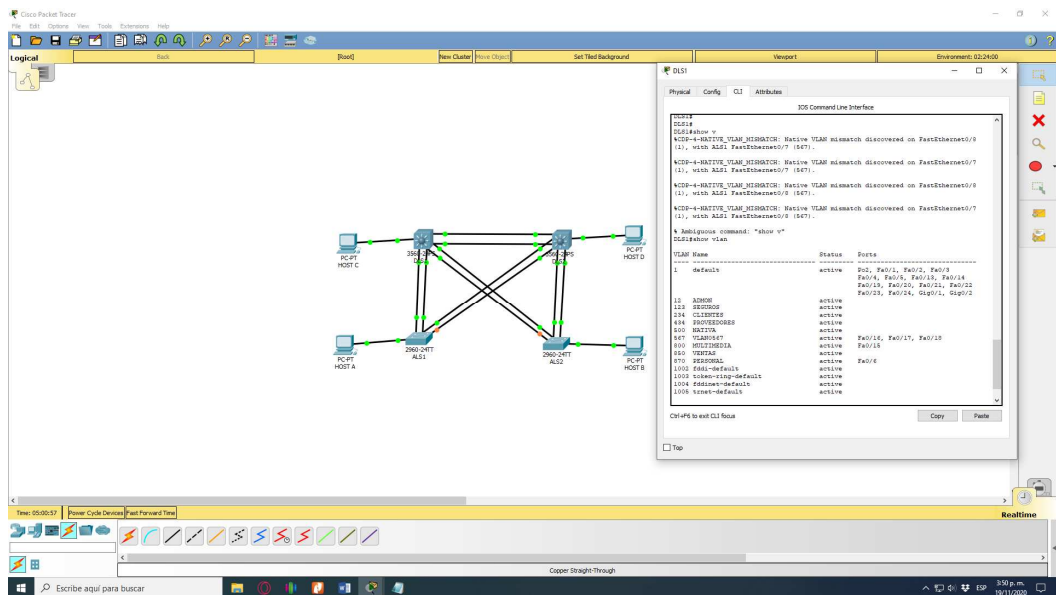 Cisco Packet Tracer
File Edit Options View Tools Extensions Help
Logical
Back
[Root]
New Cluster
Move Object
Set Tiled Background
Viewport
Environment: 02:24:00
DLS1
Physical Config CLI Attributes
IOS Command Line Interface
DLS1#
DLS1#
DLS1#show v
%CDP-4-NATIVE_VLAN_MISMATCH: Native VLAN mismatch discovered on FastEthernet0/8
(1), with ALS1 FastEthernet0/7 (567).
%CDP-4-NATIVE_VLAN_MISMATCH: Native VLAN mismatch discovered on FastEthernet0/7
(1), with ALS1 FastEthernet0/7 (567).
%CDP-4-NATIVE_VLAN_MISMATCH: Native VLAN mismatch discovered on FastEthernet0/8
(1), with ALS1 FastEthernet0/8 (567).
%CDP-4-NATIVE_VLAN_MISMATCH: Native VLAN mismatch discovered on FastEthernet0/7
(1), with ALS1 FastEthernet0/8 (567).
% Ambiguous command: "show v"
DLS1#show vlan
VLAN Name Status Ports
---- -------------------------------- --------- -------------------------------
1 default active Po2, Fa0/1, Fa0/2, Fa0/3
Fa0/4, Fa0/5, Fa0/13, Fa0/14
Fa0/19, Fa0/20, Fa0/21, Fa0/22
Fa0/23, Fa0/24, Gig0/1, Gig0/2
12 ADMON active
123 SEGUROS active
234 CLIENTES active
434 PROVEEDORES active
500 NATIVA active
567 VLAN0567 active Fa0/16, Fa0/17, Fa0/18
800 MULTIMEDIA active Fa0/15
850 VENTAS active
870 PERSONAL active Fa0/6
1002 fddi-default active
1003 token-ring-default active
1004 fddinet-default active
1005 trnet-default active
Ctrl+F6 to exit CLI focus
Copy
Paste
Top
PC-PT
HOST C
3560-24PS
3560-24PS
PC-PT
HOST D
PC-PT
HOST A
2960-24TT
ALS1
2960-24TT
ALS2
PC-PT
HOST B
Time: 05:00:57
Power Cycle Devices
Fast Forward Time
Realtime
Copper Straight-Through
Escribe aquí para buscar
ESP
3:50 p. m.
19/11/2020